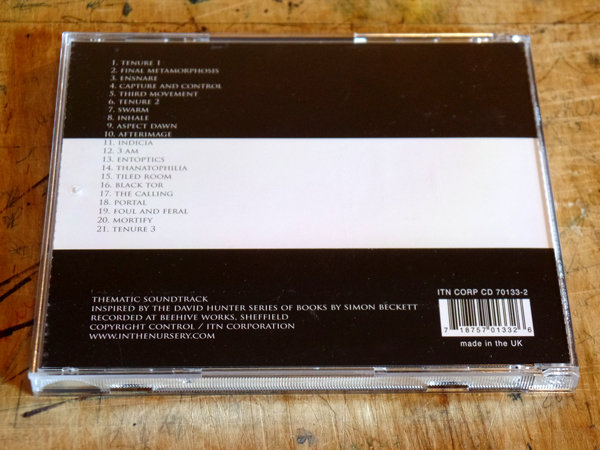 1. TENURE 1
2. FINAL METAMORPHOSIS
3. ENSNARE
4. CAPTURE AND CONTROL
5. THIRD MOVEMENT
6. TENURE 2
7. SWARM
8. INHALE
9. ASPECT DAWN
10. AFTERIMAGE
11. INDICIA
12. 3 AM
13. ENTOPTICS
14. THANATOPHILIA
15. TILED ROOM
16. BLACK TOR
17. THE CALLING
18. PORTAL
19. FOUL AND FERAL
20. MORTIFY
21. TENURE 3
THEMATIC SOUNDTRACK
INSPIRED BY THE DAVID HUNTER SERIES OF BOOKS BY SIMON BECKETT
RECORDED AT BEEHIVE WORKS, SHEFFIELD
COPYRIGHT CONTROL / ITN CORPORATION
WWW.INTHENURSERY.COM
ITN CORP CD 70133-2
7 18757 01332 6
made in the UK